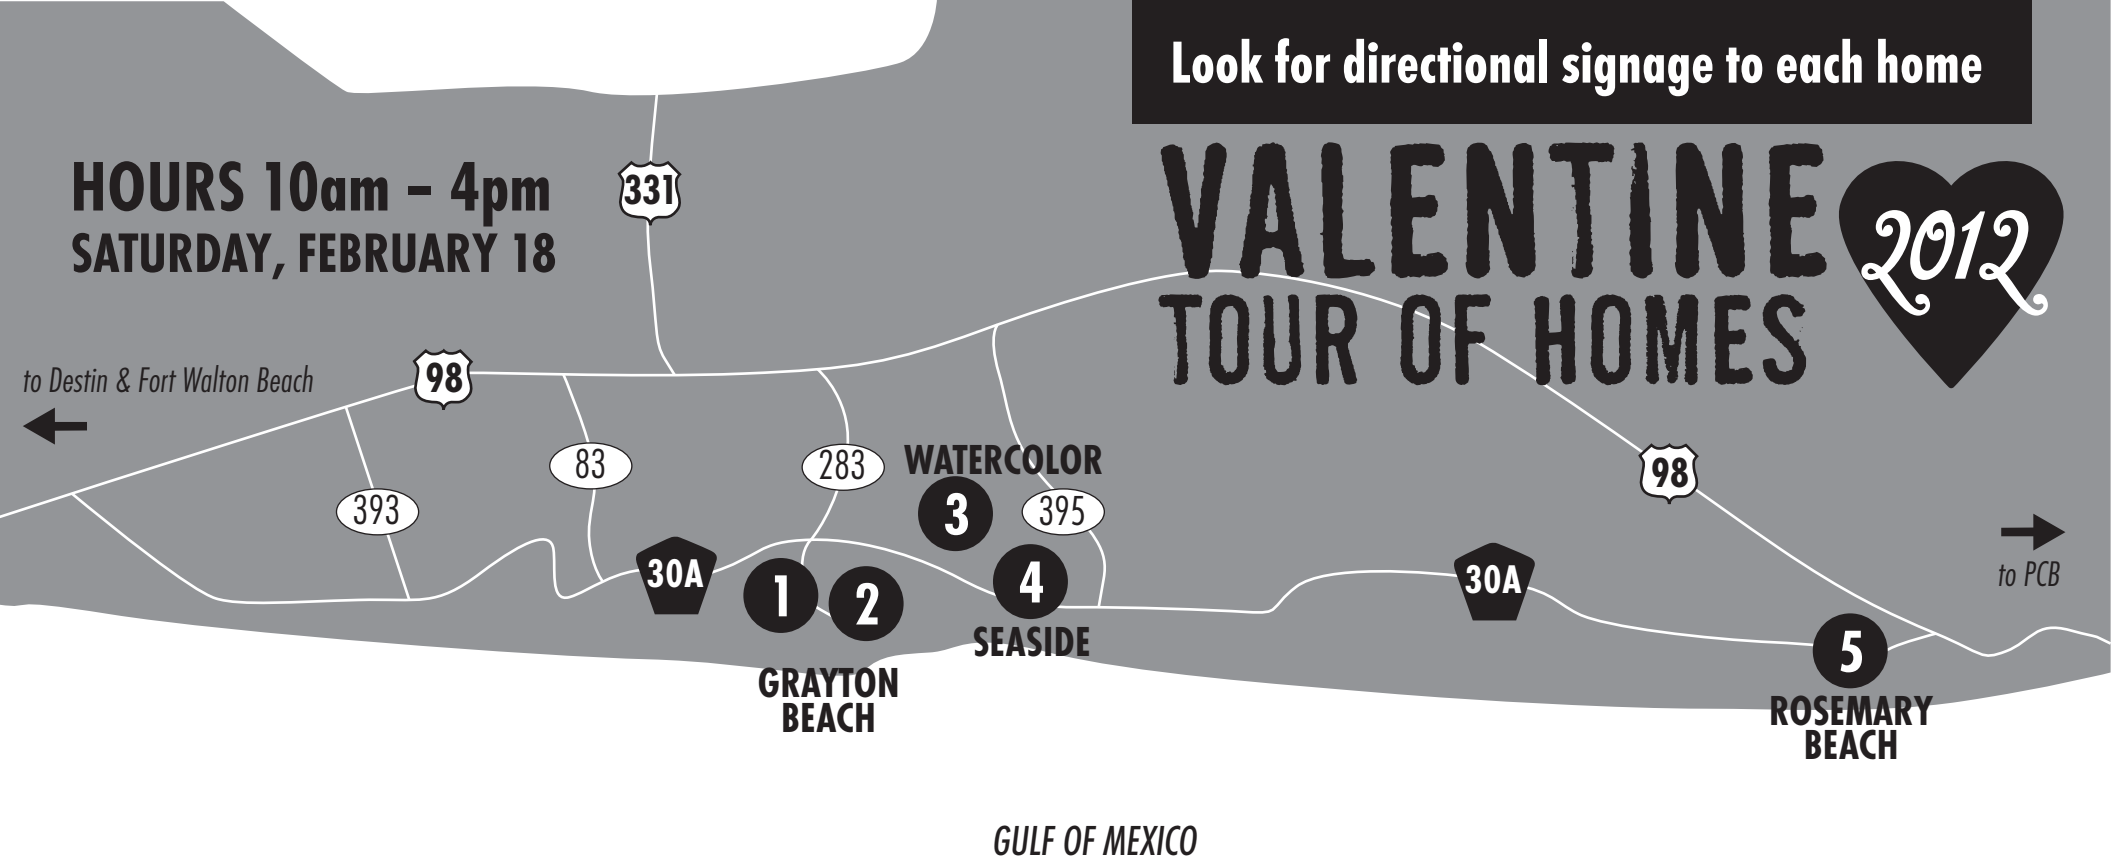 Look for directional signage to each home
VALENTINE
TOUR OF HOMES
2012
HOURS 10am – 4pm
SATURDAY, FEBRUARY 18
331
to Destin & Fort Walton Beach
98
393
83
283
WATERCOLOR
3
395
98
to PCB
30A
1
2
4
30A
5
SEASIDE
GRAYTON
BEACH
ROSEMARY
BEACH
GULF OF MEXICO